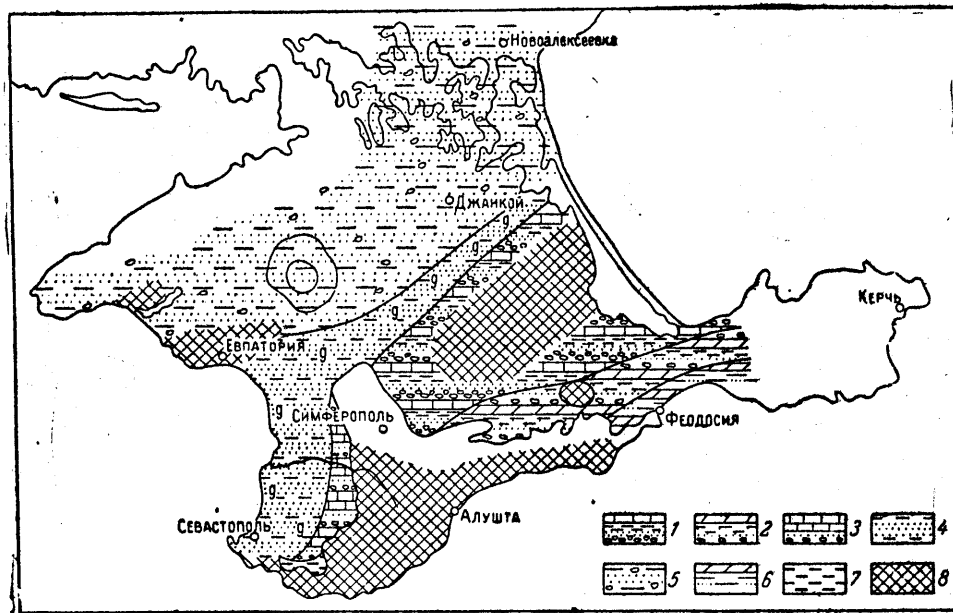 Новоалексеевка
Джанкой
Керчь
Евпатория
Симферополь
Феодосия
Алушта
Севастополь
g
g
g
g
g
g
g
g
g
1
2
3
4
5
6
7
8